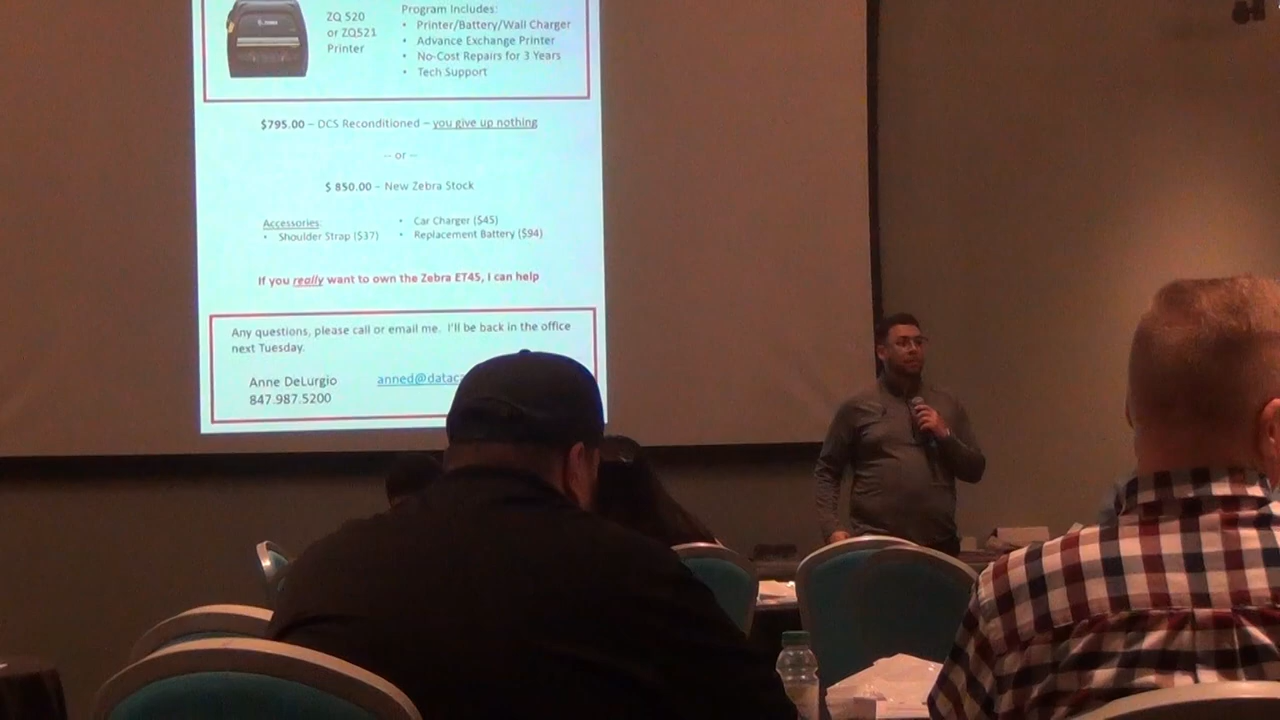 ZQ 520
or ZQ521
Printer
Program Includes:
• Printer/Battery/Wall Charger
• Advance Exchange Printer
• No-Cost Repairs for 3 Years
• Tech Support
$795.00 – DCS Reconditioned – you give up nothing
-- or --
$ 850.00 – New Zebra Stock
Accessories:
• Shoulder Strap ($37)
• Car Charger ($45)
• Replacement Battery ($94)
If you really want to own the Zebra ET45, I can help
Any questions, please call or email me. I'll be back in the office
next Tuesday.
Anne DeLurgio
847.987.5200